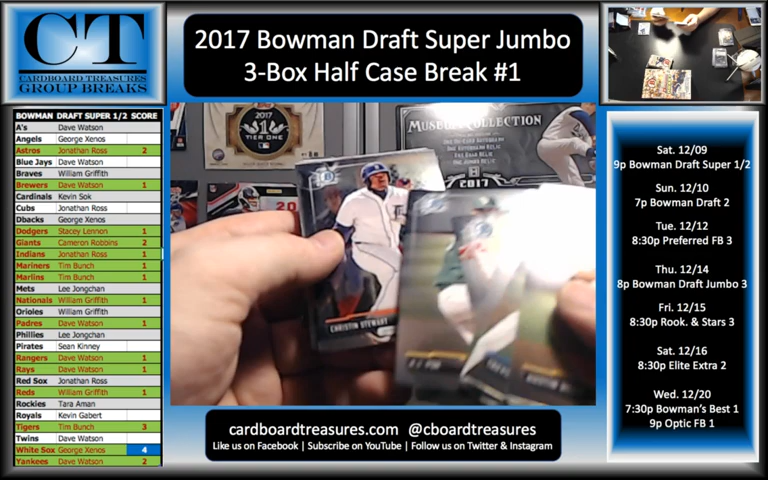 CT
CARDBOARD TREASURES
GROUP BREAKS
2017 Bowman Draft Super Jumbo
3-Box Half Case Break #1
BOWMAN DRAFT SUPER 1/2 SCORE
A's Dave Watson
Angels George Xenos
Astros Jonathan Ross 2
Blue Jays Dave Watson
Braves William Griffith
Brewers Dave Watson 1
Cardinals Kevin Sok
Cubs Jonathan Ross
Dbacks George Xenos
Dodgers Stacey Lennon 1
Giants Cameron Robbins 2
Indians Jonathan Ross 1
Mariners Tim Bunch 1
Marlins Tim Bunch 1
Mets Lee Jongchan
Nationals William Griffith 1
Orioles William Griffith
Padres Dave Watson 1
Phillies Lee Jongchan
Pirates Sean Kinney
Rangers Dave Watson 1
Rays Dave Watson 1
Red Sox Jonathan Ross
Reds William Griffith 1
Rockies Tara Aman
Royals Kevin Gabert
Tigers Tim Bunch 3
Twins Dave Watson
White Sox George Xenos 4
Yankees Dave Watson 2
2017
1
TIER ONE
MUSEUM COLLECTION
2017
20
CHRISTIN STEWART
Sat. 12/09
9p Bowman Draft Super 1/2
Sun. 12/10
7p Bowman Draft 2
Tue. 12/12
8:30p Preferred FB 3
Thu. 12/14
8p Bowman Draft Jumbo 3
Fri. 12/15
8:30p Rook. & Stars 3
Sat. 12/16
8:30p Elite Extra 2
Wed. 12/20
7:30p Bowman's Best 1
9p Optic FB 1
cardboardtreasures.com @cboardtreasures
Like us on Facebook | Subscribe on YouTube | Follow us on Twitter & Instagram